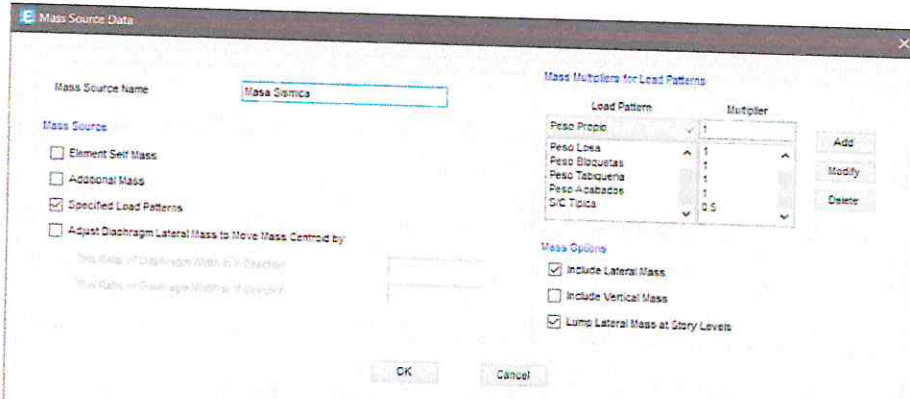 Mass Source Data
Mass Source Name
Masa Sismica
Mass Source
Element Self Mass
Additional Mass
Specified Load Patterns
Adjust Diaphragm Lateral Mass to Move Mass Centroid by:
Mass Multipliers for Load Patterns
Load Pattern Multiplier
Peso Propio 1
Peso Losa 1
Peso Bloquetas 1
Peso Tabiqueria 1
Peso Acabados 1
S/C Tipica 0.5
Add
Modify
Delete
Mass Options
Include Lateral Mass
Include Vertical Mass
Lump Lateral Mass at Story Levels
OK Cancel